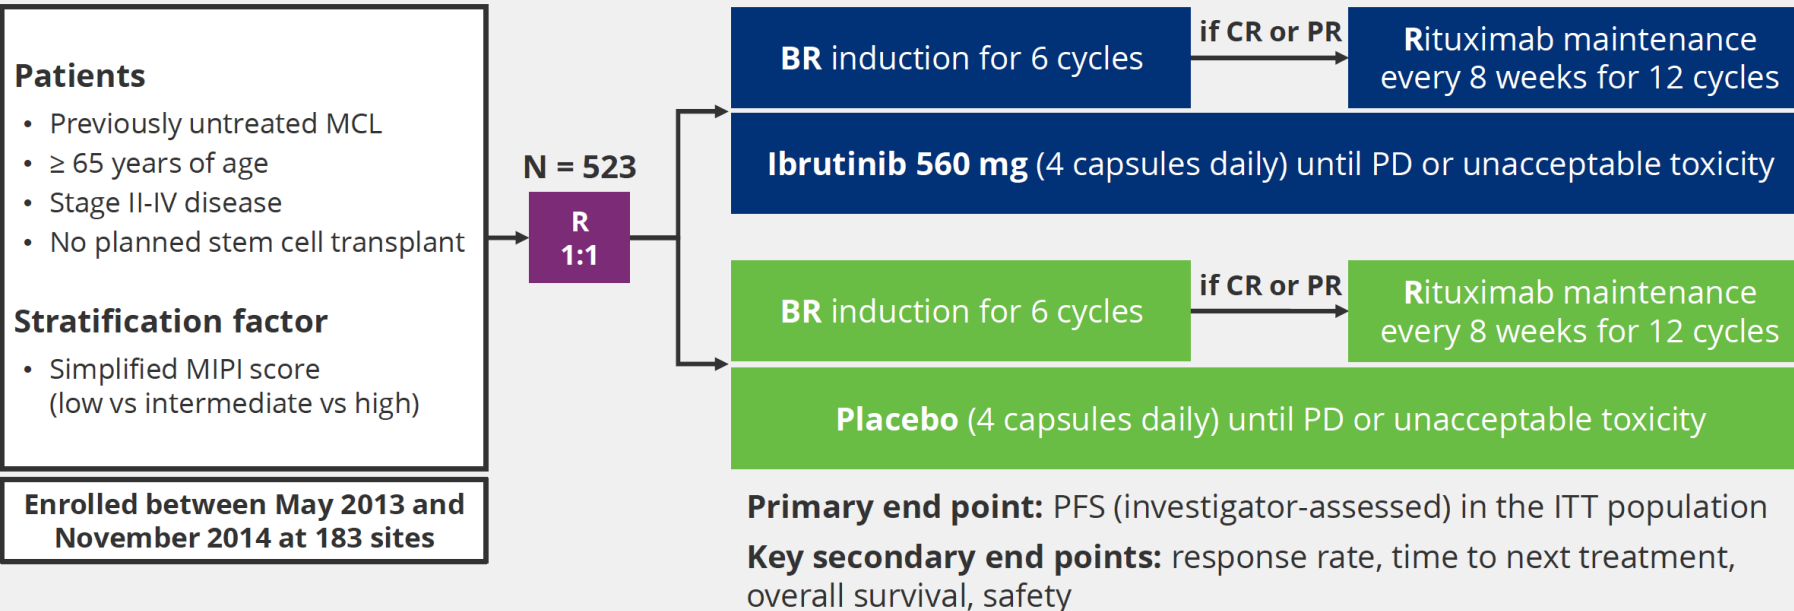 Patients
• Previously untreated MCL
• ≥ 65 years of age
• Stage II-IV disease
• No planned stem cell transplant
Stratification factor
• Simplified MIPI score
(low vs intermediate vs high)
Enrolled between May 2013 and
November 2014 at 183 sites
N = 523
R
1:1
BR induction for 6 cycles
if CR or PR
Rituximab maintenance
every 8 weeks for 12 cycles
Ibrutinib 560 mg (4 capsules daily) until PD or unacceptable toxicity
BR induction for 6 cycles
if CR or PR
Rituximab maintenance
every 8 weeks for 12 cycles
Placebo (4 capsules daily) until PD or unacceptable toxicity
Primary end point: PFS (investigator-assessed) in the ITT population
Key secondary end points: response rate, time to next treatment,
overall survival, safety